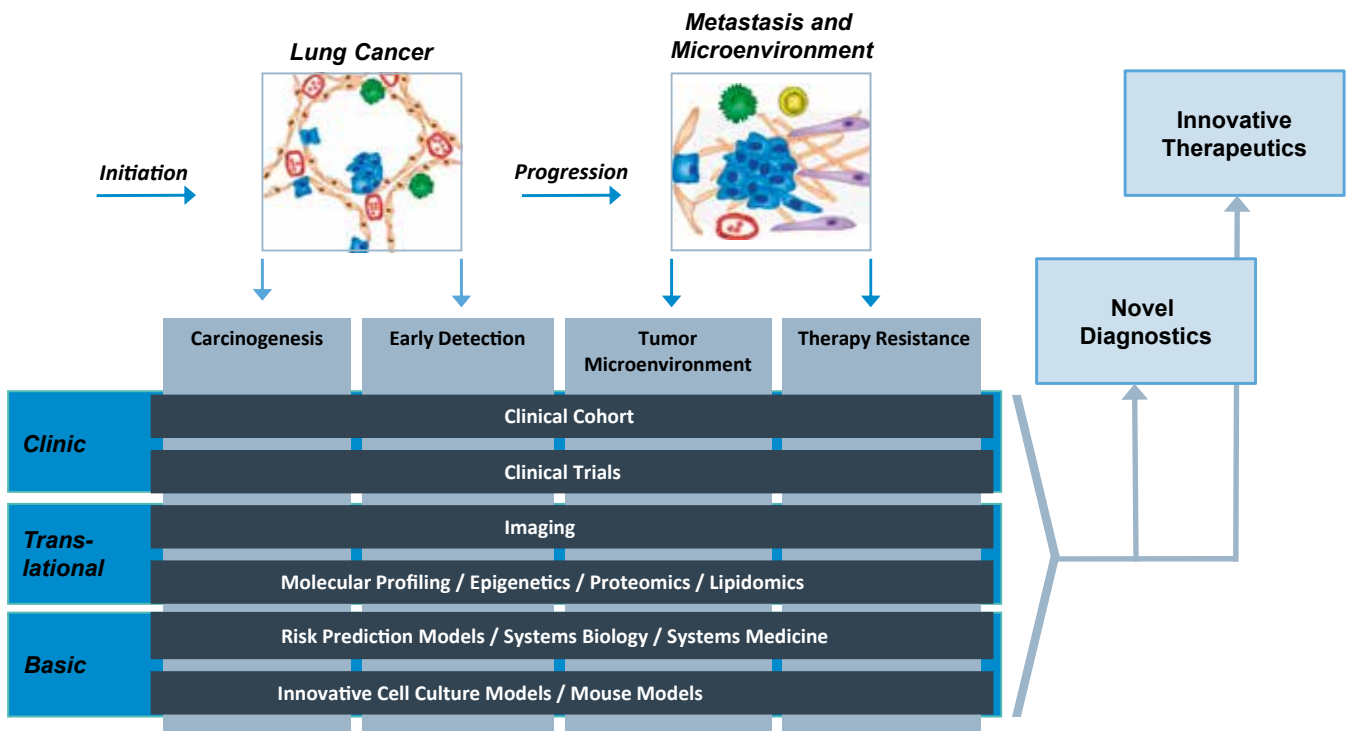 Lung Cancer
Metastasis and
Microenvironment
Initiation
Progression
Innovative
Therapeutics
Novel
Diagnostics
Carcinogenesis
Early Detection
Tumor
Microenvironment
Therapy Resistance
Clinic
Clinical Cohort
Clinical Trials
Trans-
lational
Imaging
Molecular Profiling / Epigenetics / Proteomics / Lipidomics
Basic
Risk Prediction Models / Systems Biology / Systems Medicine
Innovative Cell Culture Models / Mouse Models